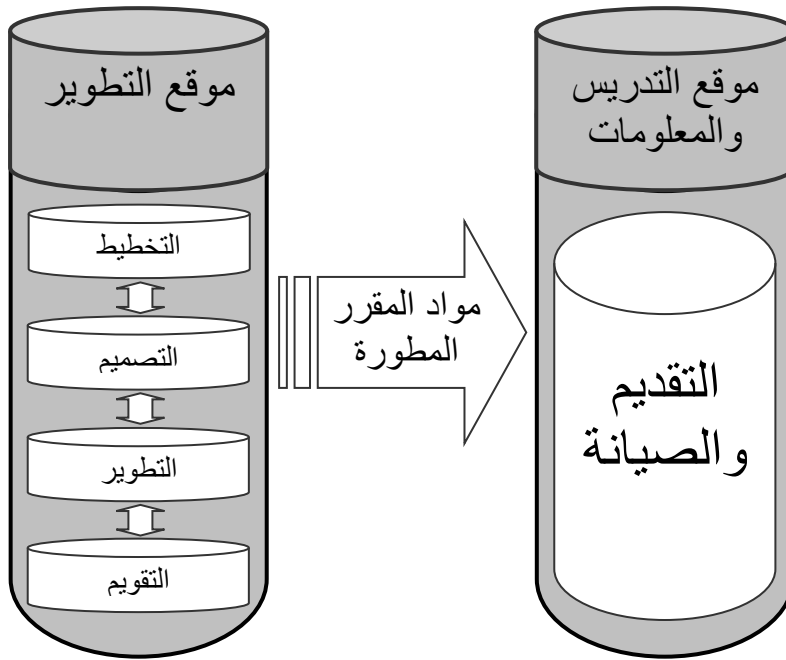 موقع التطوير
التخطيط
التصميم
التطوير
التقويم
مواد المقرر
المطورة
موقع التدريس
والمعلومات
التقديم
والصيانة